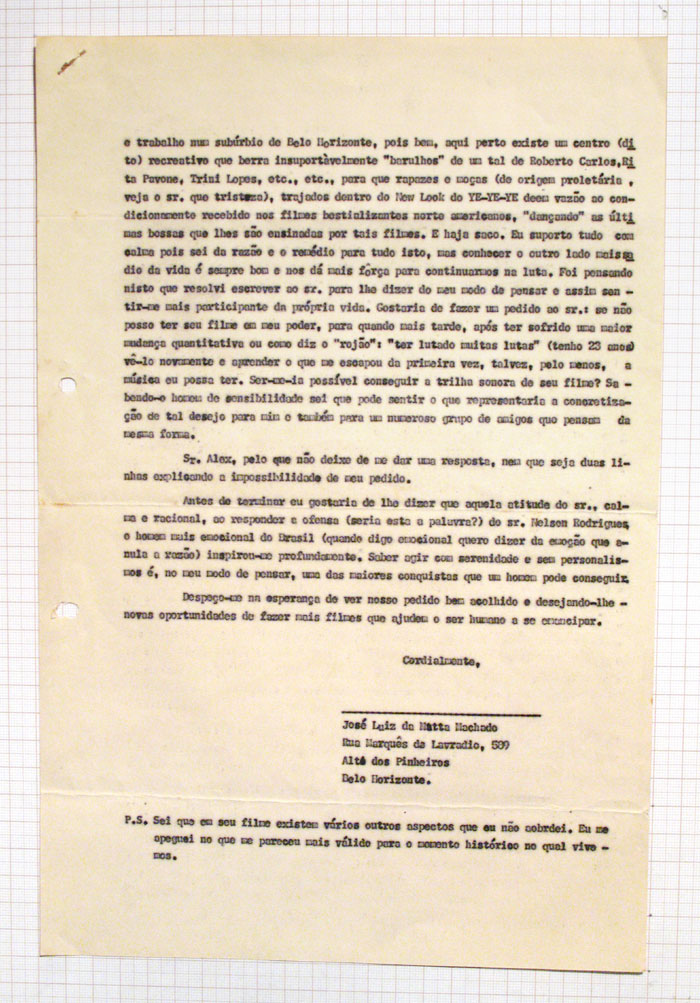 e trabalho num subúrbio de Belo Horizonte, pois bem, aqui perto existe um centro (di
to) recreativo que berra insuportàvelmente "barulhos" de um tal de Roberto Carlos,Ri
ta Pavone, Trini Lopes, etc., etc., para que rapazes e moças (de origem proletária ,
veja o sr. que tristeza), trajados dentro do New Look do YE-YE-YE deem vazão ao con-
dicionamento recebido nos filmes bestializantes norte americanos, "dançando" as últi
mas bossas que lhes são ensinadas por tais filmes. E haja saco. Eu suporto tudo com
calma pois sei da razão e o remédio para tudo isto, mas conhecer o outro lado maissa
dio da vida é sempre bom e nos dá mais fôrça para continuarmos na luta. Foi pensando
nisto que resolvi escrever ao sr. para lhe dizer do meu modo de pensar e assim sen -
tir-me mais participante da própria vida. Gostaria de fazer um pedido ao sr.: se não
posso ter seu filme em meu poder, para quando mais tarde, após ter sofrido uma maior
mudança quantitativa ou como diz o "rojão": "ter lutado muitas lutas" (tenho 23 anos)
vê-lo novamente e aprender o que me escapou da primeira vez, talvez, pelo menos, a
música eu possa ter. Ser-me-ia possível conseguir a trilha sonora de seu filme? Sa -
bendo-o homem de sensibilidade sei que pode sentir o que representaria a concretiza-
ção de tal desejo para mim e também para um numeroso grupo de amigos que pensam da
mesma forma.
Sr. Alex, pelo que não deixe de me dar uma resposta, nem que seja duas li-
nhas explicando a impossibilidade de meu pedido.
Antes de terminar eu gostaria de lhe dizer que aquela atitude do sr., cal-
ma e racional, ao responder a ofensa (seria esta a palavra?) do sr. Nelson Rodrigues,
o homem mais emocional do Brasil (quando digo emocional quero dizer da emoção que a-
nula a razão) inspirou-me profundamente. Saber agir com serenidade e sem personalis-
mos é, no meu modo de pensar, uma das maiores conquistas que um homem pode conseguir.
Despeço-me na esperança de ver nosso pedido bem acolhido e desejando-lhe -
novas oportunidades de fazer mais filmes que ajudem o ser humano a se emancipar.
Cordialmente,
José Luiz da Matta Machado
Rua Marquês de Lavradio, 509
Alto dos Pinheiros
Belo Horizonte.
P.S. Sei que em seu filme existem vários outros aspectos que eu não aobrdei. Eu me
apeguei no que me pareceu mais válido para o momento histórico no qual vive -
mos.